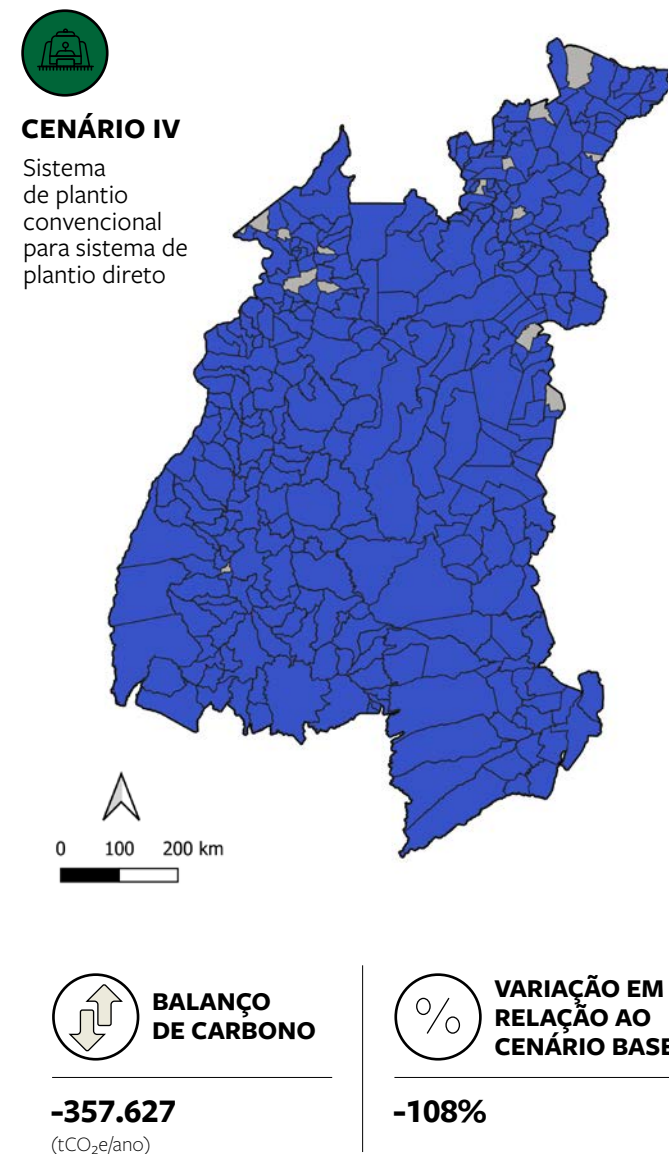 CENÁRIO IV
Sistema
de plantio
convencional
para sistema de
plantio direto
0 100 200 km
BALANÇO
DE CARBONO
-357.627
(tCO₂e/ano)
%
VARIAÇÃO EM
RELAÇÃO AO
CENÁRIO BASE
-108%